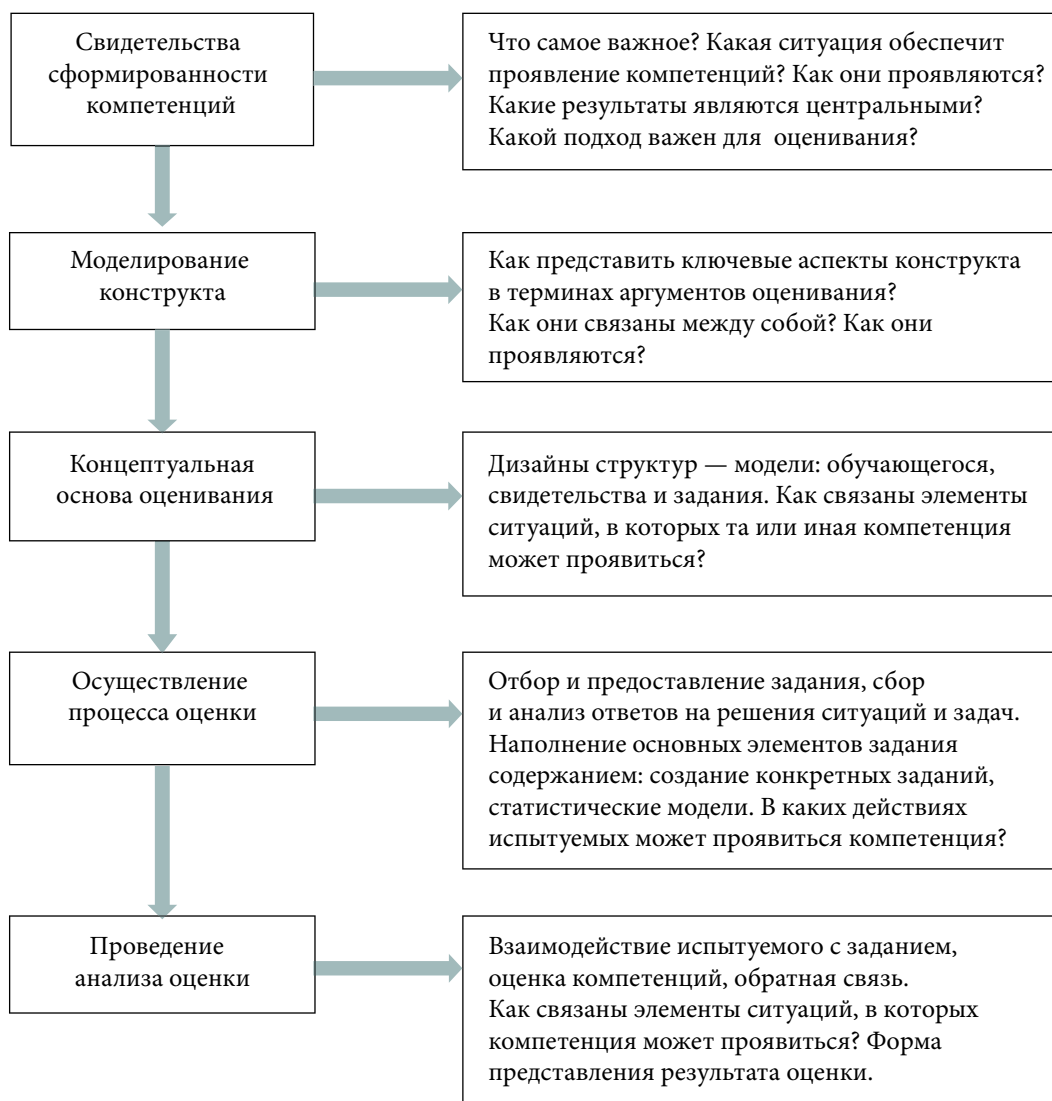 Свидетельства
сформированности
компетенций
Что самое важное? Какая ситуация обеспечит
проявление компетенций? Как они проявляются?
Какие результаты являются центральными?
Какой подход важен для оценивания?
Моделирование
конструкта
Как представить ключевые аспекты конструкта
в терминах аргументов оценивания?
Как они связаны между собой? Как они
проявляются?
Концептуальная
основа оценивания
Дизайны структур — модели: обучающегося,
свидетельства и задания. Как связаны элементы
ситуаций, в которых та или иная компетенция
может проявиться?
Осуществление
процесса оценки
Отбор и предоставление задания, сбор
и анализ ответов на решения ситуаций и задач.
Наполнение основных элементов задания
содержанием: создание конкретных заданий,
статистические модели. В каких действиях
испытуемых может проявиться компетенция?
Проведение
анализа оценки
Взаимодействие испытуемого с заданием,
оценка компетенций, обратная связь.
Как связаны элементы ситуаций, в которых
компетенция может проявиться? Форма
представления результата оценки.